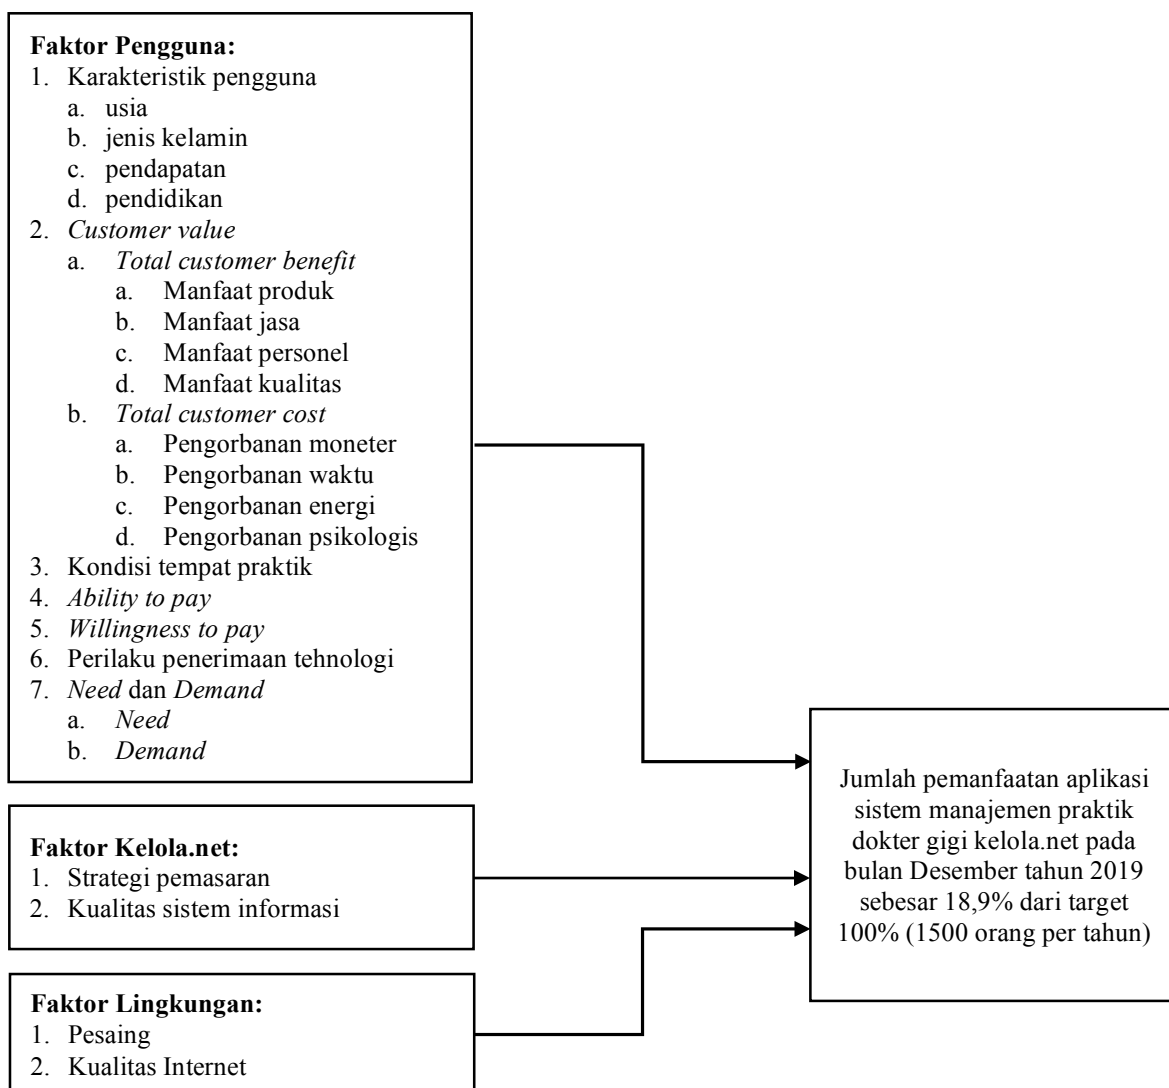 Faktor Pengguna:
1. Karakteristik pengguna
a. usia
b. jenis kelamin
c. pendapatan
d. pendidikan
2. Customer value
a. Total customer benefit
a. Manfaat produk
b. Manfaat jasa
c. Manfaat personel
d. Manfaat kualitas
b. Total customer cost
a. Pengorbanan moneter
b. Pengorbanan waktu
c. Pengorbanan energi
d. Pengorbanan psikologis
3. Kondisi tempat praktik
4. Ability to pay
5. Willingness to pay
6. Perilaku penerimaan tehnologi
7. Need dan Demand
a. Need
b. Demand
Faktor Kelola.net:
1. Strategi pemasaran
2. Kualitas sistem informasi
Faktor Lingkungan:
1. Pesaing
2. Kualitas Internet
Jumlah pemanfaatan aplikasi
sistem manajemen praktik
dokter gigi kelola.net pada
bulan Desember tahun 2019
sebesar 18,9% dari target
100% (1500 orang per tahun)